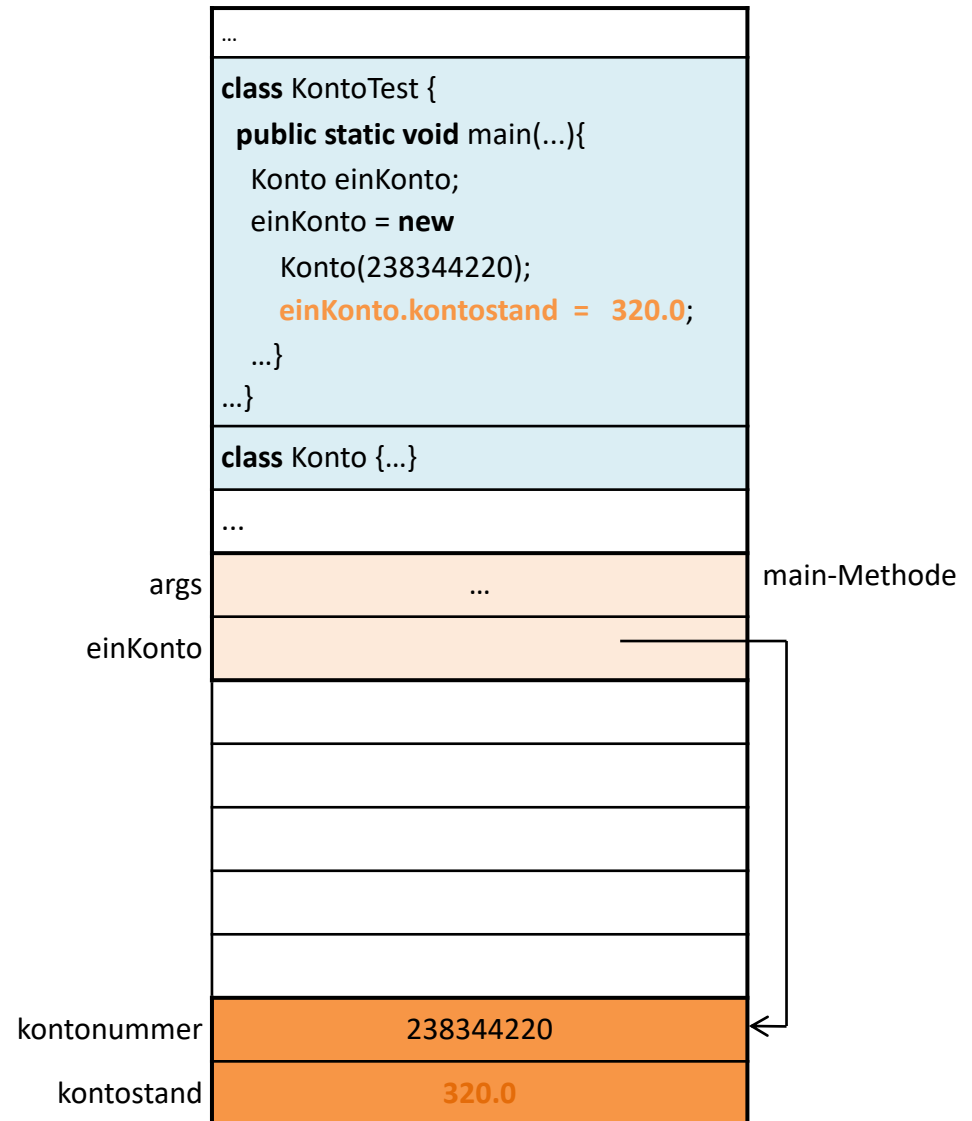 ...
class KontoTest {
public static void main(...){
Konto einKonto;
einKonto = new
Konto(238344220);
einKonto.kontostand = 320.0;
...}
...}
class Konto {...}
...
args ... main-Methode
einKonto
kontonummer 238344220
kontostand 320.0